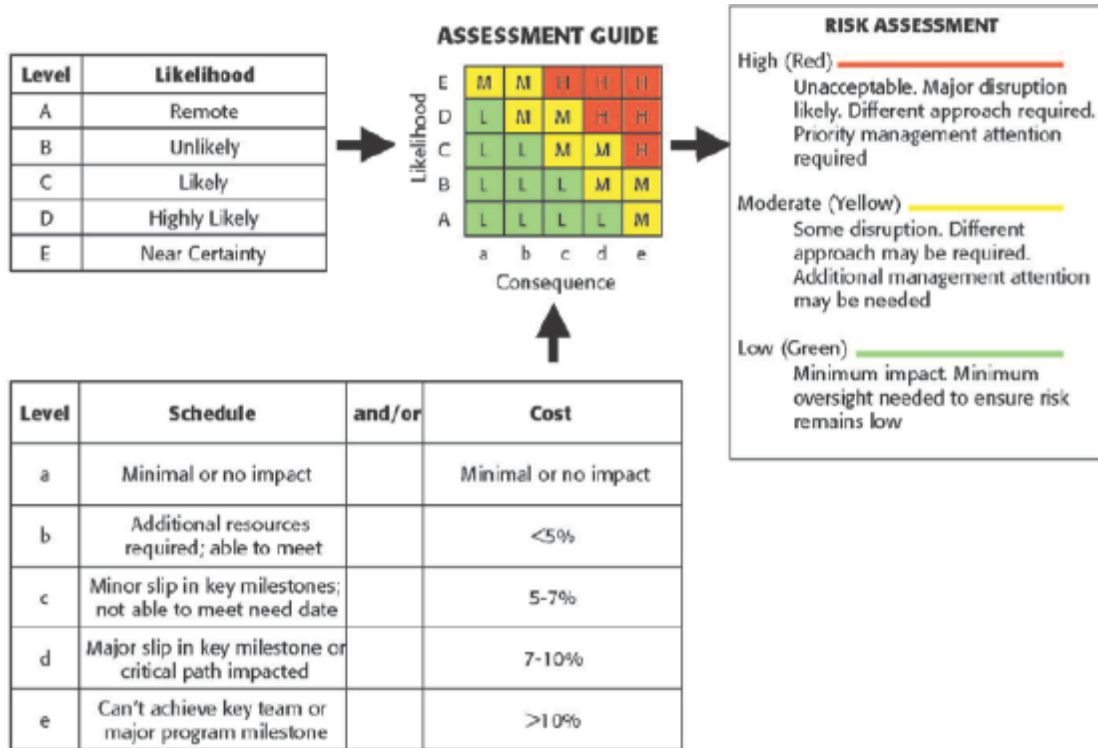 ASSESSMENT GUIDE
Level Likelihood
A Remote
B Unlikely
C Likely
D Highly Likely
E Near Certainty
Likelihood
E M M H H H
D L M M H H
C L L M M H
B L L L M M
A L L L L M
a b c d e
Consequence
RISK ASSESSMENT
High (Red)
Unacceptable. Major disruption
likely. Different approach required.
Priority management attention
required
Moderate (Yellow)
Some disruption. Different
approach may be required.
Additional management attention
may be needed
Low (Green)
Minimum impact. Minimum
oversight needed to ensure risk
remains low
Level Schedule and/or Cost
a Minimal or no impact Minimal or no impact
b Additional resources
required; able to meet <5%
c Minor slip in key milestones;
not able to meet need date 5-7%
d Major slip in key milestone or
critical path impacted 7-10%
e Can't achieve key team or
major program milestone >10%